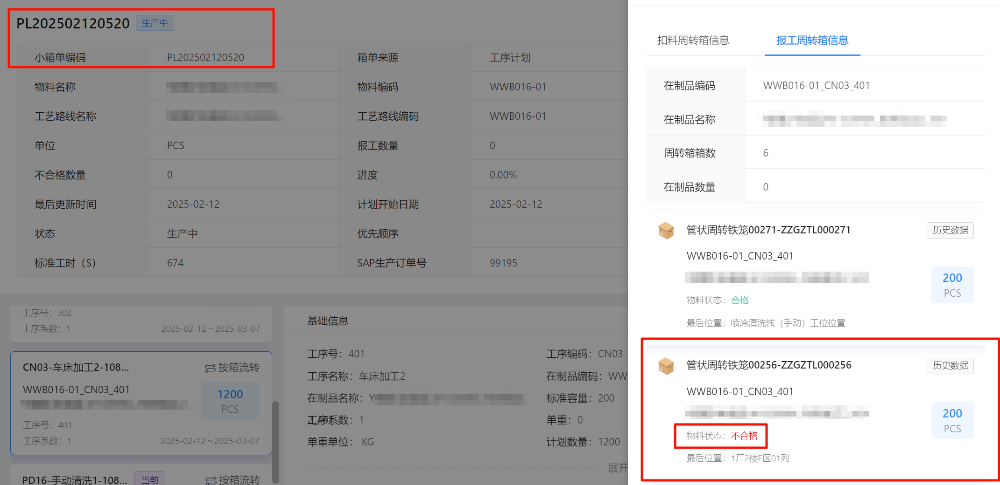 PL202502120520 生产中
小箱单编码 PL202502120520 箱单来源 工序计划
物料名称 物料编码 WWB016-01
工艺路线名称 工艺路线编码 WWB016-01
单位 PCS 报工数量 0
不合格数量 0 进度 0.00%
最后更新时间 2025-02-12 计划开始日期 2025-02-12
状态 生产中 优先顺序
标准工时（S） 674 SAP生产订单号 99195
工序号：302
工序系数：1 2025-02-12 ~ 2025-03-07
CN03-车床加工2-108... 按箱流转
WWB016-01_CN03_401
1200
PCS
工序号：401
工序系数：1 2025-02-12 ~ 2025-03-07
PD16-手动清洗1-108... 当前 按箱流转
基础信息
工序号：401 工序编码：CN03
工序名称：车床加工2 在制品编码：WW
在制品名称：Y 标准容量：200
工序系数：1 单重：0
单重单位： KG 计划数量：1200
展开
扣料周转箱信息 报工周转箱信息
在制品编码 WWB016-01_CN03_401
在制品名称
周转箱箱数 6
在制品数量 0
管状周转铁笼00271-ZZGZTL000271 历史数据
WWB016-01_CN03_401
200
PCS
物料状态：合格
最后位置：喷涂清洗线（手动）工位位置
管状周转铁笼00256-ZZGZTL000256 历史数据
WWB016-01_CN03_401
200
PCS
物料状态：不合格
最后位置：1厂2楼E区01列